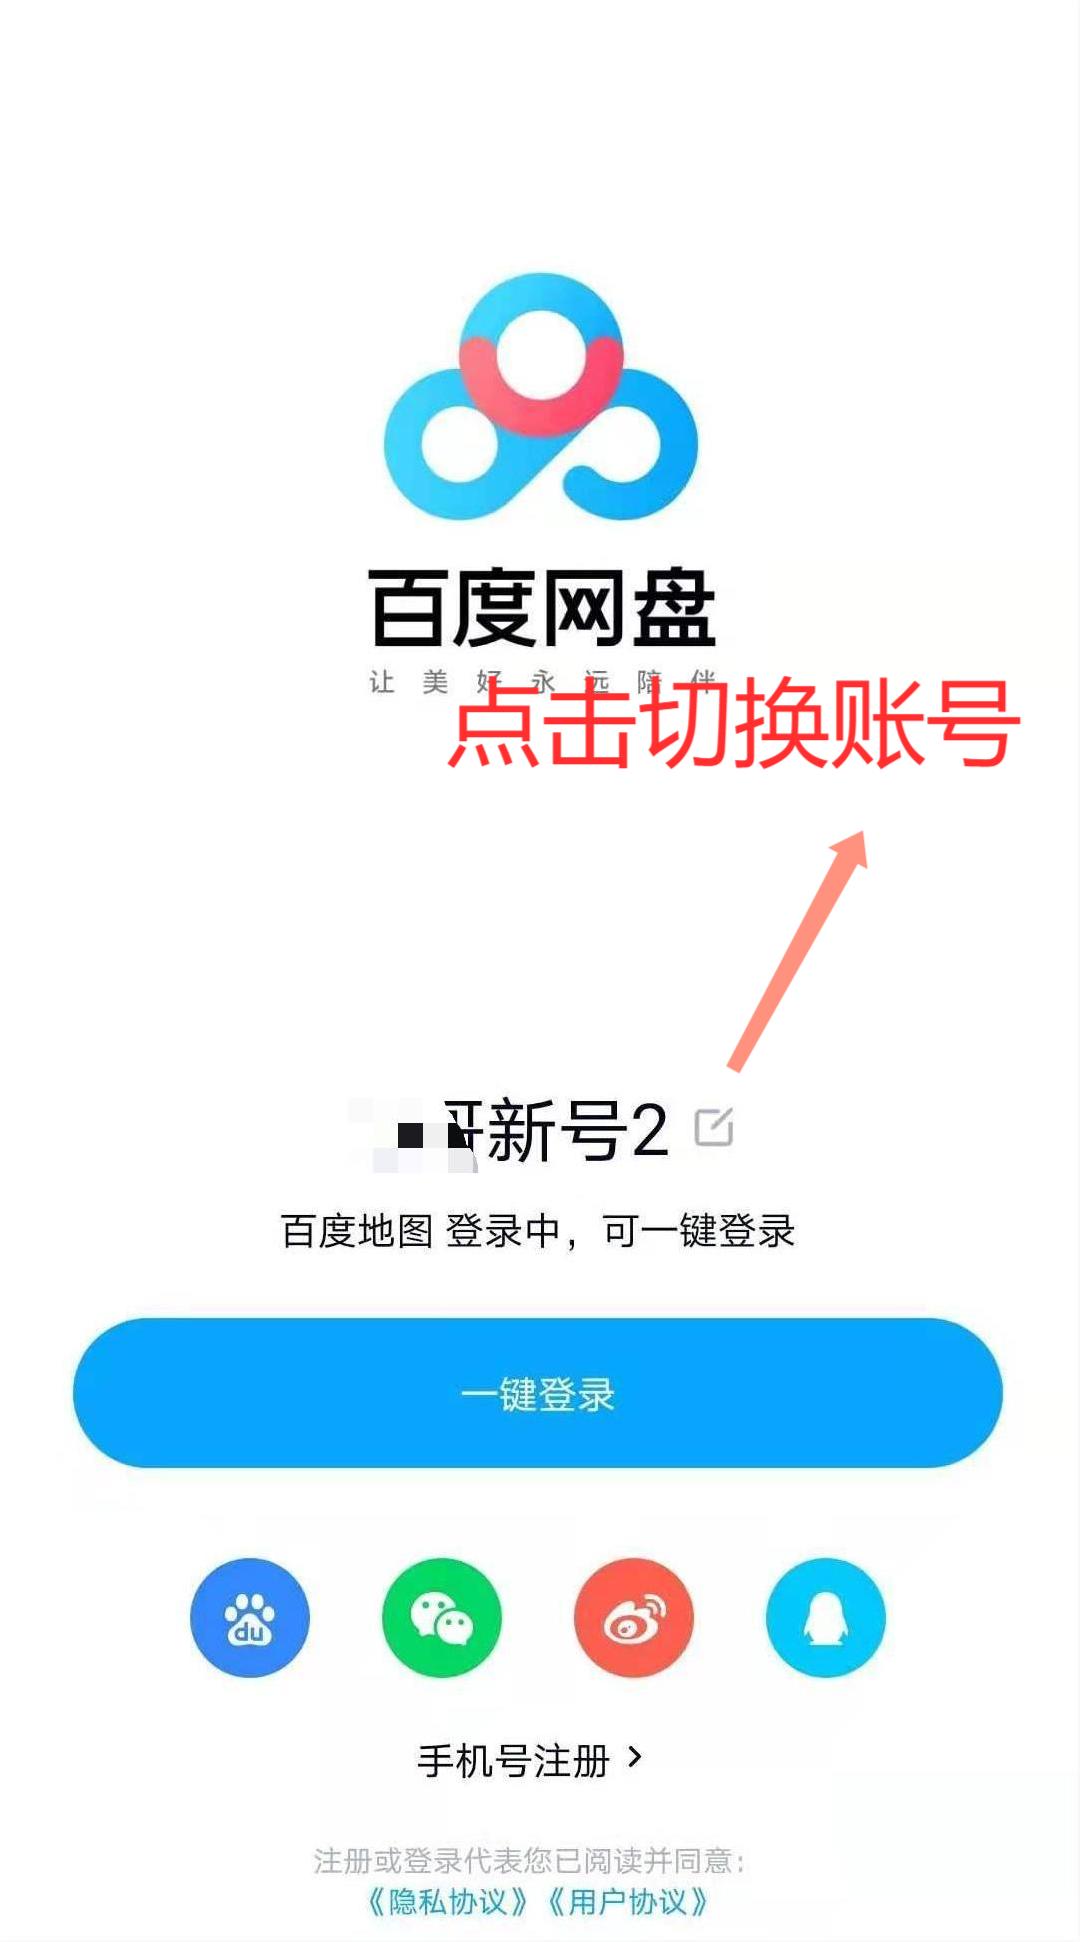 百度网盘
让美好永远陪伴
点击切换账号
新号2
百度地图 登录中，可一键登录
一键登录
du
手机号注册 >
注册或登录代表您已阅读并同意：
《隐私协议》《用户协议》